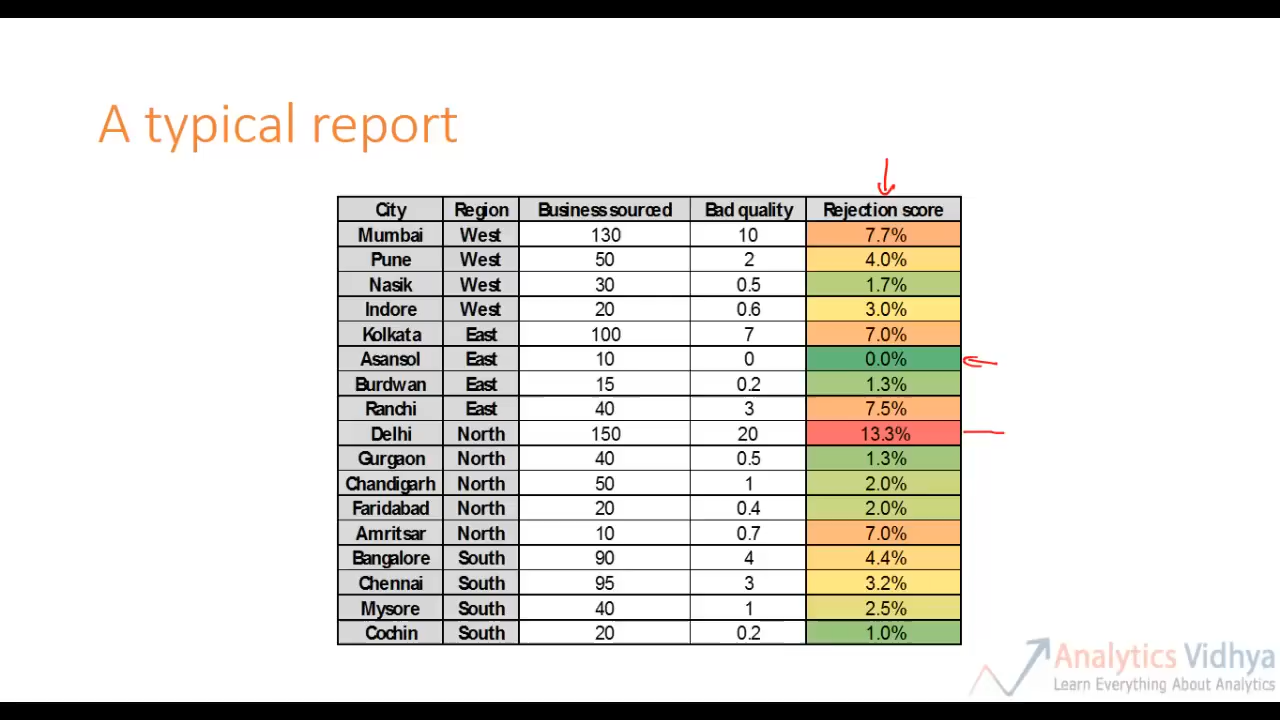 A typical report
City Region Business sourced Bad quality Rejection score
Mumbai West 130 10 7.7%
Pune West 50 2 4.0%
Nasik West 30 0.5 1.7%
Indore West 20 0.6 3.0%
Kolkata East 100 7 7.0%
Asansol East 10 0 0.0%
Burdwan East 15 0.2 1.3%
Ranchi East 40 3 7.5%
Delhi North 150 20 13.3%
Gurgaon North 40 0.5 1.3%
Chandigarh North 50 1 2.0%
Faridabad North 20 0.4 2.0%
Amritsar North 10 0.7 7.0%
Bangalore South 90 4 4.4%
Chennai South 95 3 3.2%
Mysore South 40 1 2.5%
Cochin South 20 0.2 1.0%
Analytics Vidhya
Learn Everything About Analytics